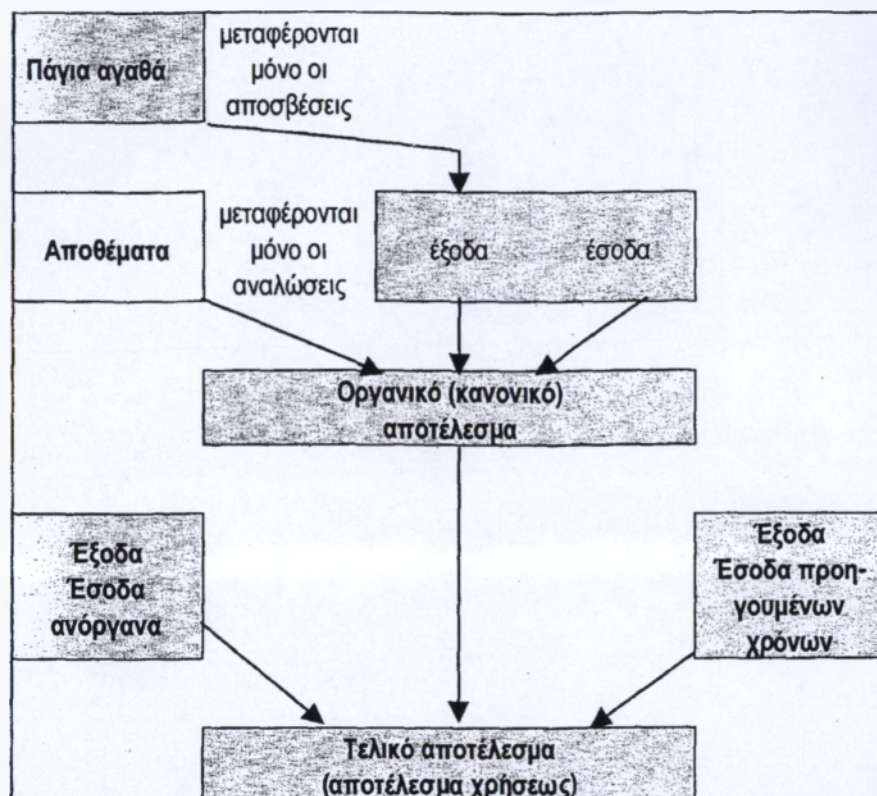 Πάγια αγαθά
μεταφέρονται
μόνο οι
αποσβέσεις
Αποθέματα
μεταφέρονται
μόνο οι
αναλώσεις
έξοδα έσοδα
Οργανικό (κανονικό)
αποτέλεσμα
Έξοδα
Έσοδα
ανόργανα
Έξοδα
Έσοδα προη-
γουμένων
χρόνων
Τελικό αποτέλεσμα
(αποτέλεσμα χρήσεως)